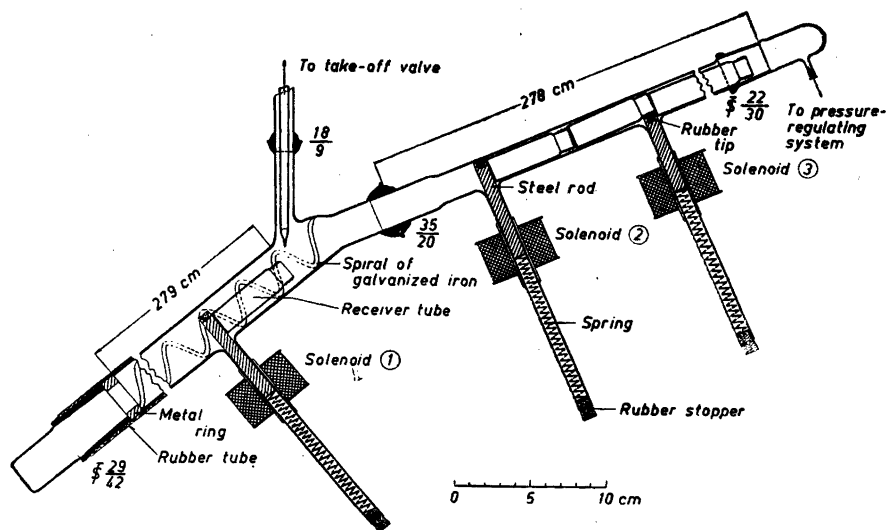 To take-off valve
278 cm
18
9
$ 22
30
To pressure-
regulating
system
Rubber
tip
Solenoid ③
Steel rod
35
20
Solenoid ②
279 cm
Spiral of
galvanized iron
Receiver tube
Spring
Solenoid ①
Metal
ring
Rubber stopper
Rubber tube
$ 29
42
0 5 10 cm